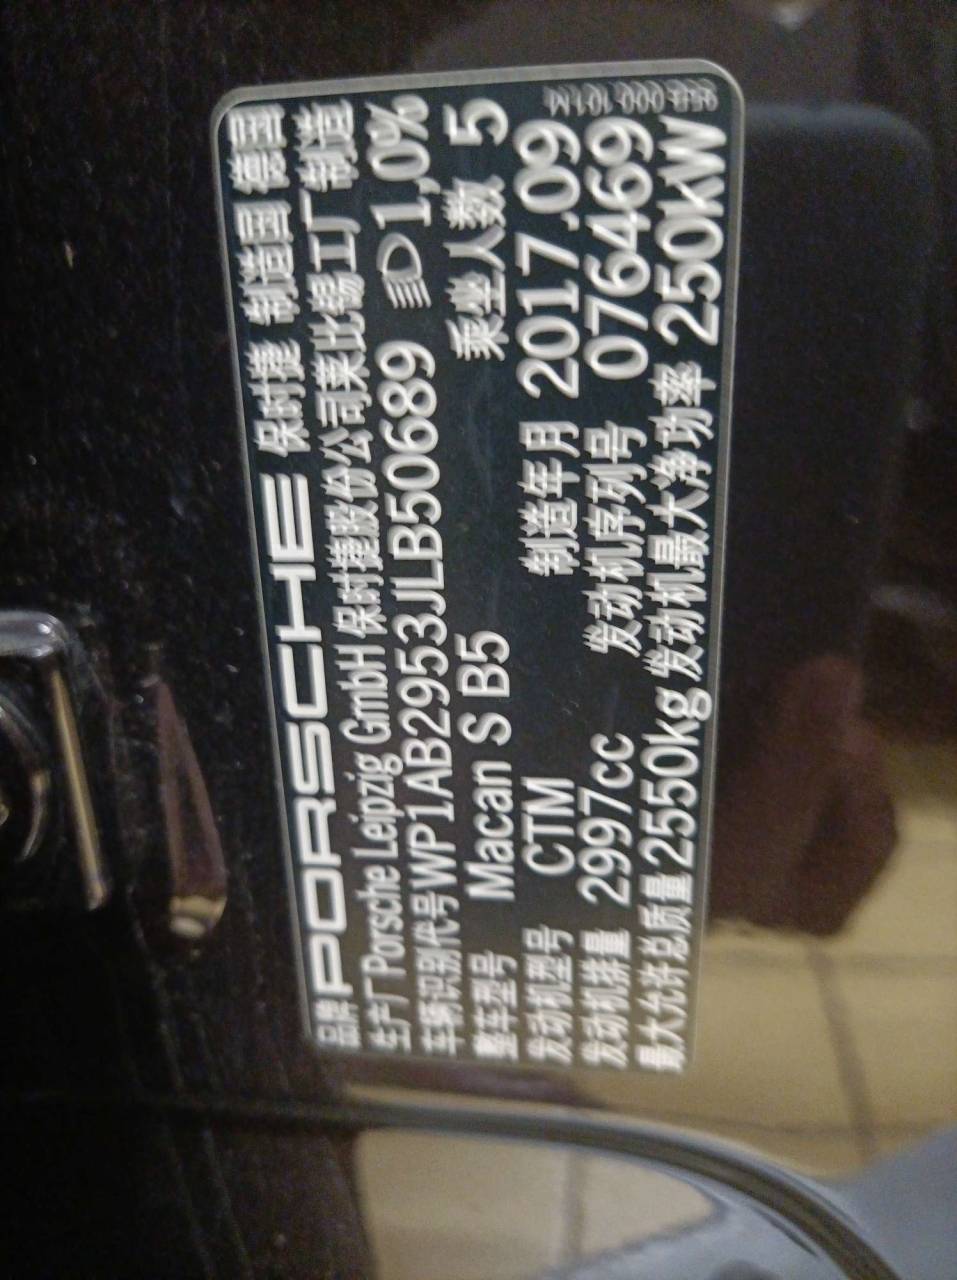 品牌 PORSCHE 保时捷 制造国 德国
生产厂 Porsche Leipzig GmbH 保时捷股份公司莱比锡工厂 制造
车辆识别代号 WP1AB2953JLB50689 1,0%
整车型号 Macan S B5 乘坐人数 5
发动机型号 CTM 制造年月 2017.09
发动机排量 2997cc 发动机序列号 076469
最大允许总质量 2550kg 发动机最大净功率 250kW
95B 000 101 M